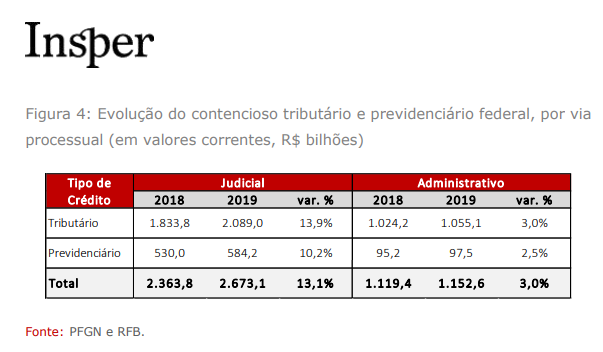 Insper
Figura 4: Evolução do contencioso tributário e previdenciário federal, por via
processual (em valores correntes, R$ bilhões)
Tipo de Crédito Judicial Administrativo
2018 2019 var. % 2018 2019 var. %
Tributário 1.833,8 2.089,0 13,9% 1.024,2 1.055,1 3,0%
Previdenciário 530,0 584,2 10,2% 95,2 97,5 2,5%
Total 2.363,8 2.673,1 13,1% 1.119,4 1.152,6 3,0%
Fonte: PFGN e RFB.